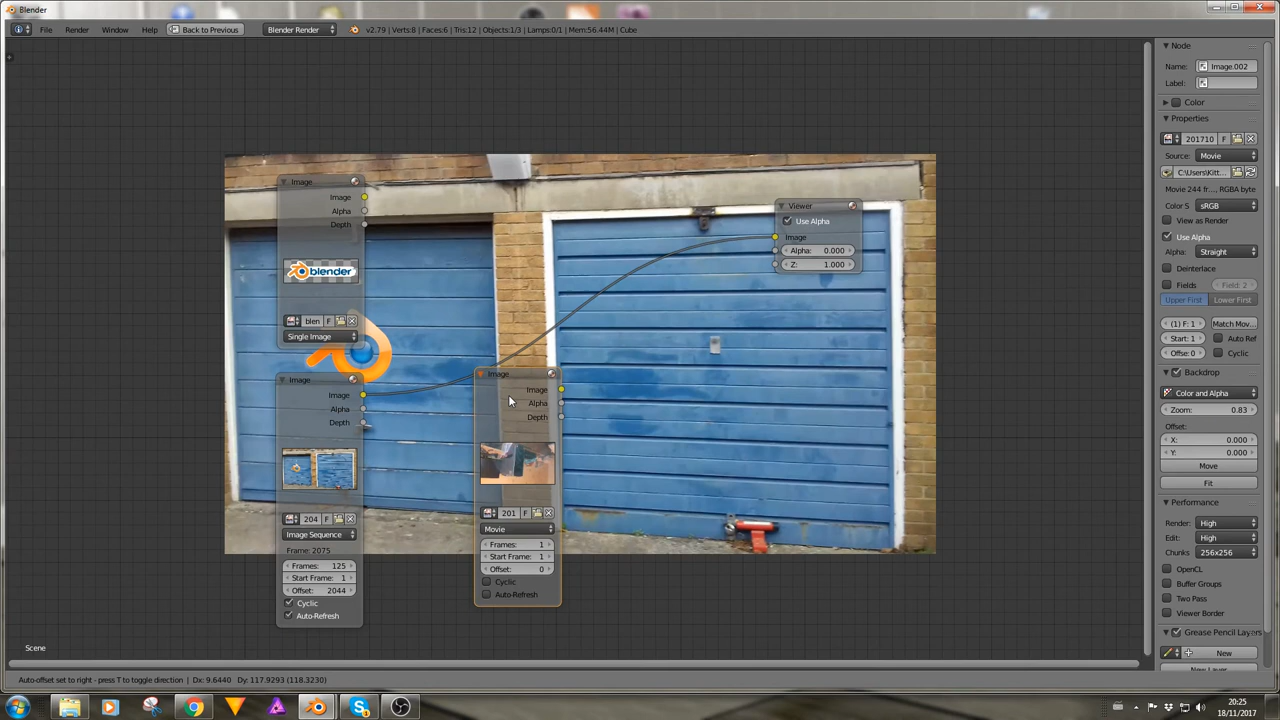 Blender
File Render Window Help Back to Previous Blender Render v2.79 | Verts:8 | Faces:6 | Tris:12 | Objects:1/3 | Lamps:0/1 | Mem:56.44M | Cube
Image
Image
Alpha
Depth
blender
blen F
Single Image
Image
Image
Alpha
Depth
204 F
Image Sequence
Frame: 2075
Frames: 125
Start Frame: 1
Offset: 2044
Cyclic
Auto-Refresh
Image
Image
Alpha
Depth
201 F
Movie
Frames: 1
Start Frame: 1
Offset: 0
Cyclic
Auto-Refresh
Viewer
Use Alpha
Image
Alpha: 0.000
Z: 1.000
Node
Name: Image.002
Label:
Color
Properties
201710 F
Source: Movie
C:\Users\Kitt...
Movie 244 fr..., RGBA byte
Color S sRGB
View as Render
Use Alpha
Alpha: Straight
Deinterlace
Fields Field: 2
Upper First Lower First
(1) F: 1 Match Mov...
Start: 1 Auto Ref
Offse: 0 Cyclic
Backdrop
Color and Alpha
Zoom: 0.83
Offset:
X: 0.000
Y: 0.000
Move
Fit
Performance
Render: High
Edit: High
Chunks 256x256
OpenCL
Buffer Groups
Two Pass
Viewer Border
Grease Pencil Layers
New
New Layer
Scene
Auto-offset set to right - press T to toggle direction | Dx: 9.6440 Dy: 117.9293 (118.3230)
20:25
18/11/2017